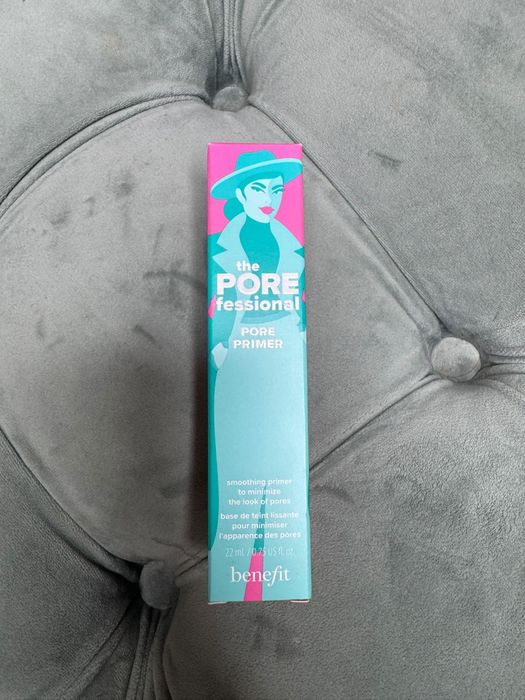 the
PORE
fessional
PORE
PRIMER
smoothing primer
to minimize
the look of pores
base de teint lissante
pour minimiser
l'apparence des pores
22 mL / 0.75 US fl. oz.
benefit